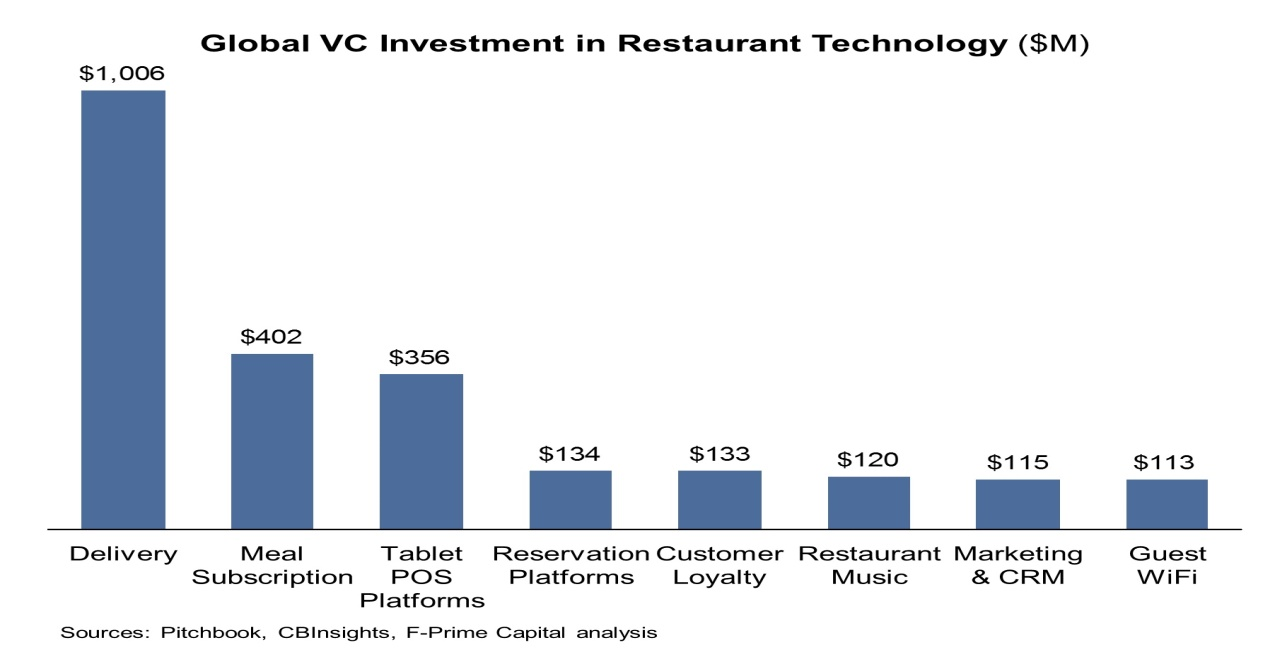 Global VC Investment in Restaurant Technology ($M)
$1,006
$402
$356
$134
$133
$120
$115
$113
Delivery
Meal
Subscription
Tablet
POS
Platforms
Reservation
Platforms
Customer
Loyalty
Restaurant
Music
Marketing
& CRM
Guest
WiFi
Sources: Pitchbook, CBInsights, F-Prime Capital analysis